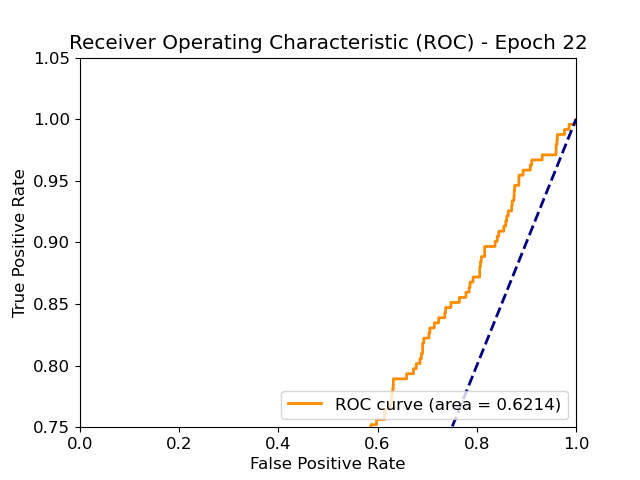 Receiver Operating Characteristic (ROC) - Epoch 22
True Positive Rate
1.05
1.00
0.95
0.90
0.85
0.80
0.75
ROC curve (area = 0.6214)
0.0 0.2 0.4 0.6 0.8 1.0
False Positive Rate